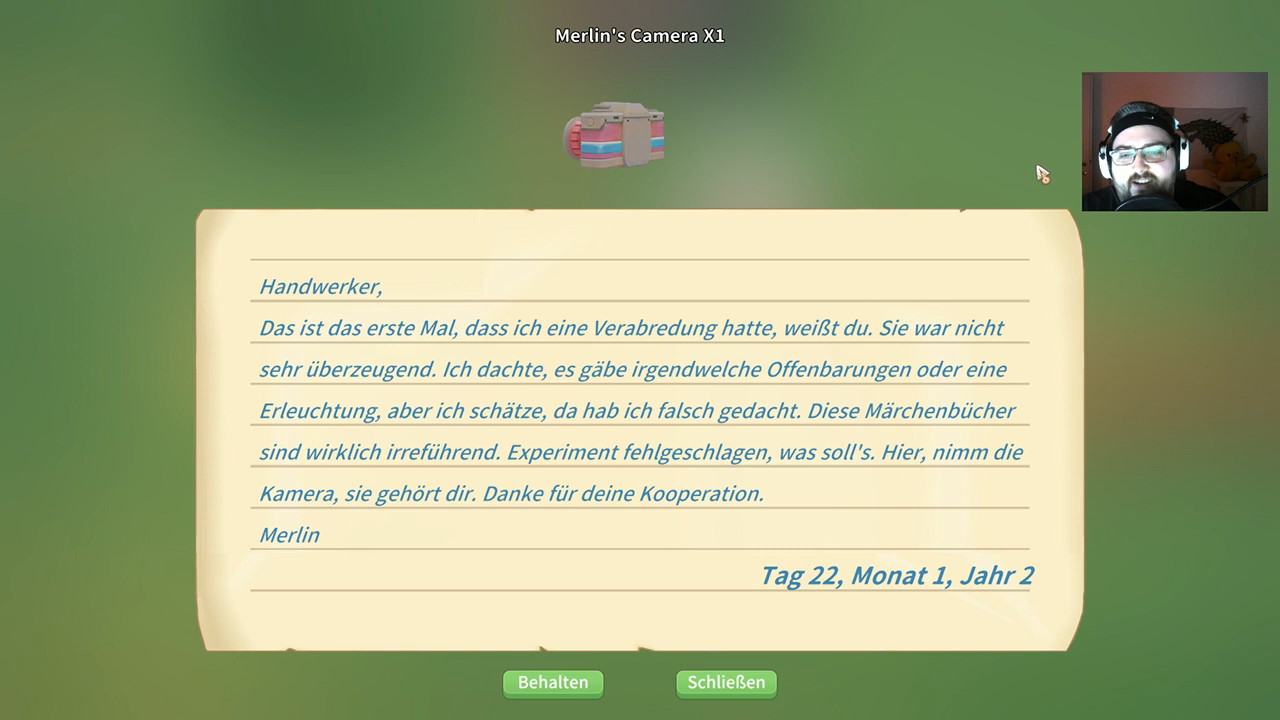 Merlin's Camera X1
Handwerker,
Das ist das erste Mal, dass ich eine Verabredung hatte, weißt du. Sie war nicht
sehr überzeugend. Ich dachte, es gäbe irgendwelche Offenbarungen oder eine
Erleuchtung, aber ich schätze, da hab ich falsch gedacht. Diese Märchenbücher
sind wirklich irreführend. Experiment fehlgeschlagen, was soll's. Hier, nimm die
Kamera, sie gehört dir. Danke für deine Kooperation.
Merlin
Tag 22, Monat 1, Jahr 2
Behalten
Schließen